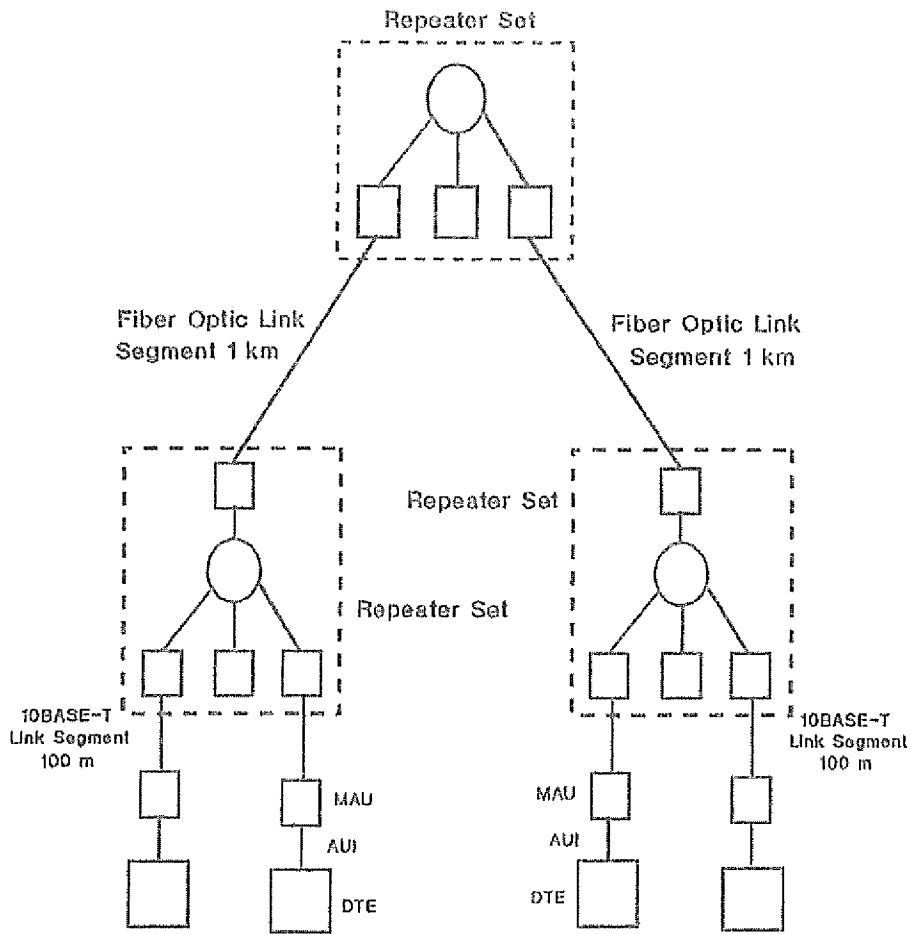 Repeater Set
Fiber Optic Link
Segment 1 km
Fiber Optic Link
Segment 1 km
Repeater Set
Repeater Set
10BASE-T
Link Segment
100 m
10BASE-T
Link Segment
100 m
MAU
AUI
DTE
MAU
AUI
DTE